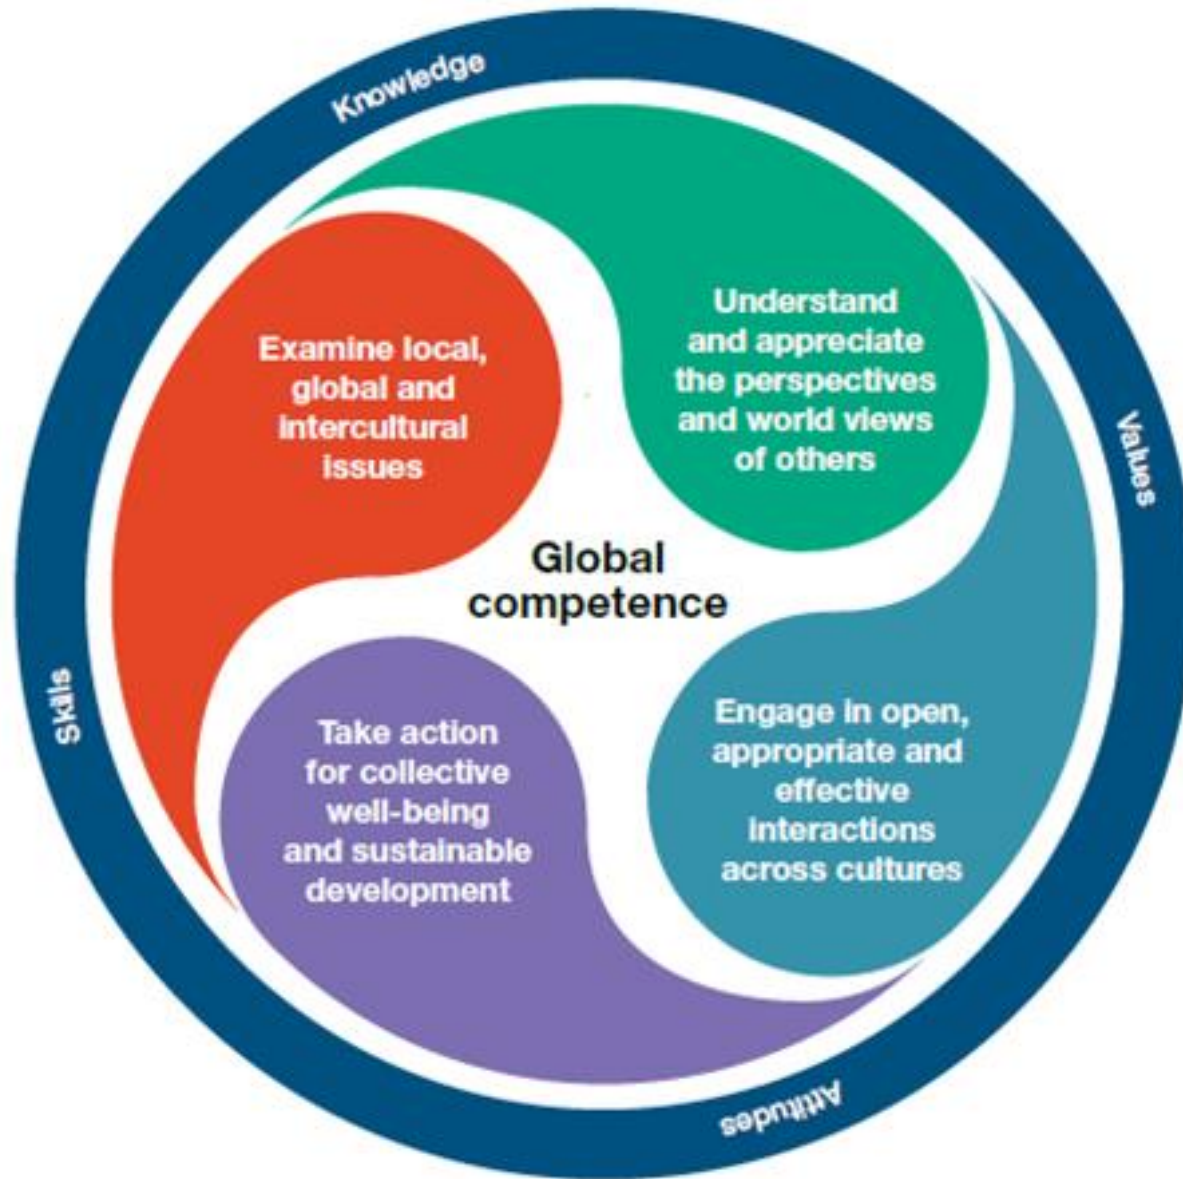 Knowledge
Examine local,
global and
intercultural
issues
Understand
and appreciate
the perspectives
and world views
of others
Values
Global
competence
Skills
Take action
for collective
well-being
and sustainable
development
Engage in open,
appropriate and
effective
interactions
across cultures
Attitudes